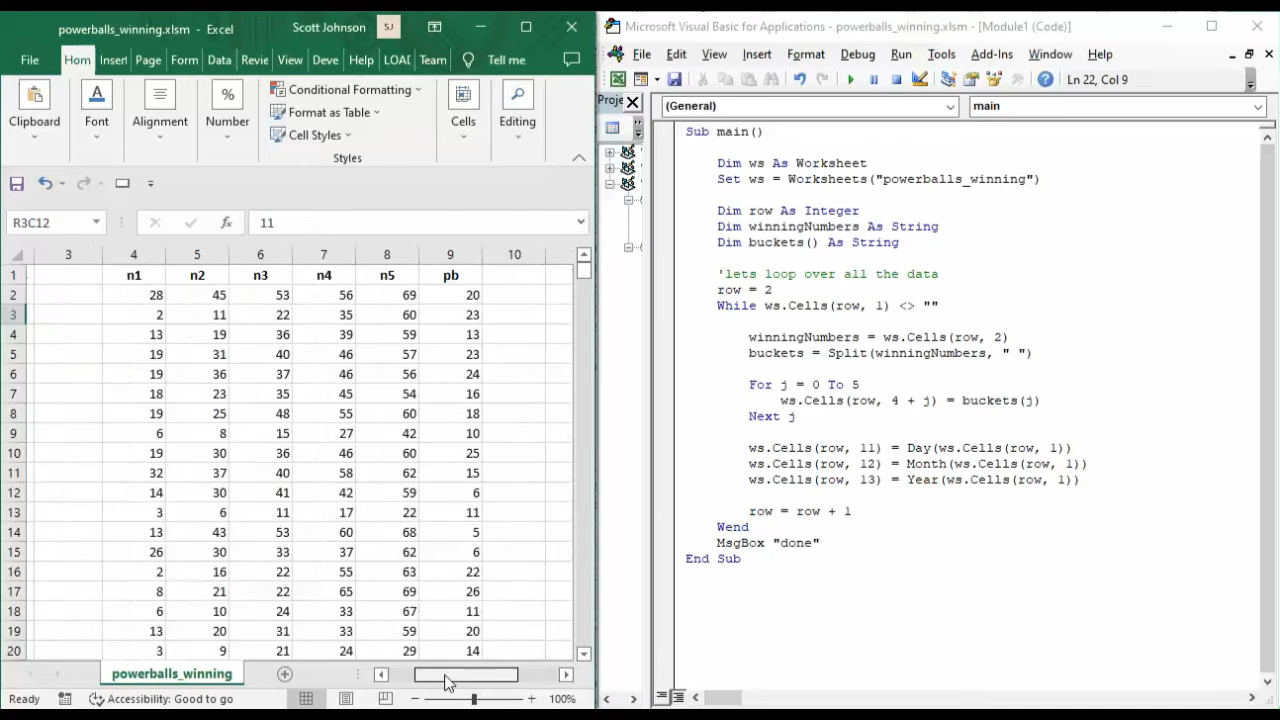 powerballs_winning.xlsm - Excel
Scott Johnson SJ
File Hom Insert Page Form Data Revie View Deve Help LOAD Team Tell me
Clipboard
Font
Alignment
%
Number
Conditional Formatting
Format as Table
Cell Styles
Styles
Cells
Editing
R3C12 fx 11
3 4 5 6 7 8 9 10
1 n1 n2 n3 n4 n5 pb
2 28 45 53 56 69 20
3 2 11 22 35 60 23
4 13 19 36 39 59 13
5 19 31 40 46 57 23
6 19 36 37 46 56 24
7 18 23 35 45 54 16
8 19 25 48 55 60 18
9 6 8 15 27 42 10
10 19 30 36 46 60 25
11 32 37 40 58 62 15
12 14 30 41 42 59 6
13 3 6 11 17 22 11
14 13 43 53 60 68 5
15 26 30 33 37 62 6
16 2 16 22 55 63 22
17 8 21 22 65 69 26
18 6 10 24 33 67 11
19 13 20 31 33 59 20
20 3 9 21 24 29 14
powerballs_winning
Ready Accessibility: Good to go 100%
Microsoft Visual Basic for Applications - powerballs_winning.xlsm - [Module1 (Code)]
File Edit View Insert Format Debug Run Tools Add-Ins Window Help
Ln 22, Col 9
Proje
(General) main
Sub main()
Dim ws As Worksheet
Set ws = Worksheets("powerballs_winning")
Dim row As Integer
Dim winningNumbers As String
Dim buckets() As String
'lets loop over all the data
row = 2
While ws.Cells(row, 1) <> ""
winningNumbers = ws.Cells(row, 2)
buckets = Split(winningNumbers, " ")
For j = 0 To 5
ws.Cells(row, 4 + j) = buckets(j)
Next j
ws.Cells(row, 11) = Day(ws.Cells(row, 1))
ws.Cells(row, 12) = Month(ws.Cells(row, 1))
ws.Cells(row, 13) = Year(ws.Cells(row, 1))
row = row + 1
Wend
MsgBox "done"
End Sub